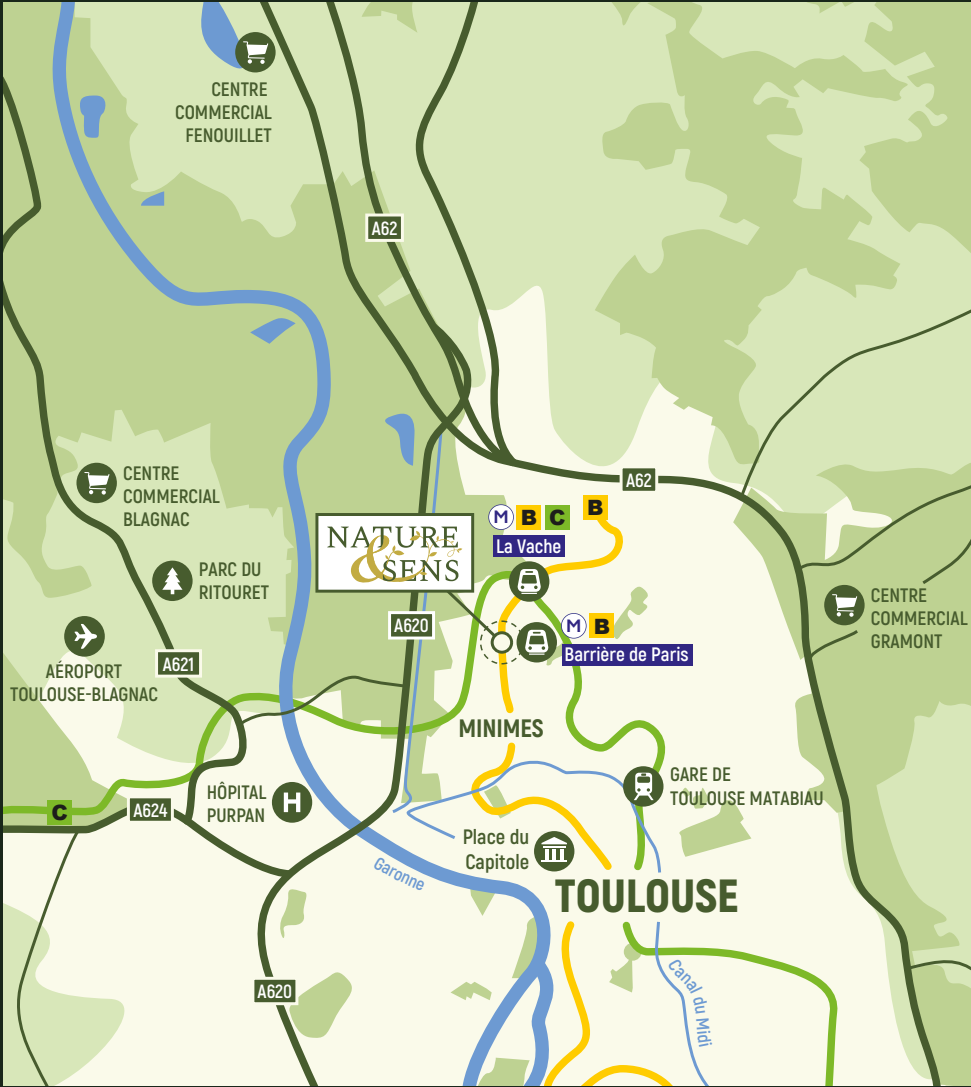 CENTRE
COMMERCIAL
FENOUILLET
A62
A62
CENTRE
COMMERCIAL
BLAGNAC
M B C
B
La Vache
NATURE
&
SENS
PARC DU
RITOURET
CENTRE
COMMERCIAL
GRAMONT
A620
M B
Barrière de Paris
AÉROPORT
TOULOUSE-BLAGNAC
A621
MINIMES
GARE DE
TOULOUSE MATABIAU
HÔPITAL
PURPAN
H
C
A624
Place du
Capitole
Garonne
TOULOUSE
A620
Canal du Midi